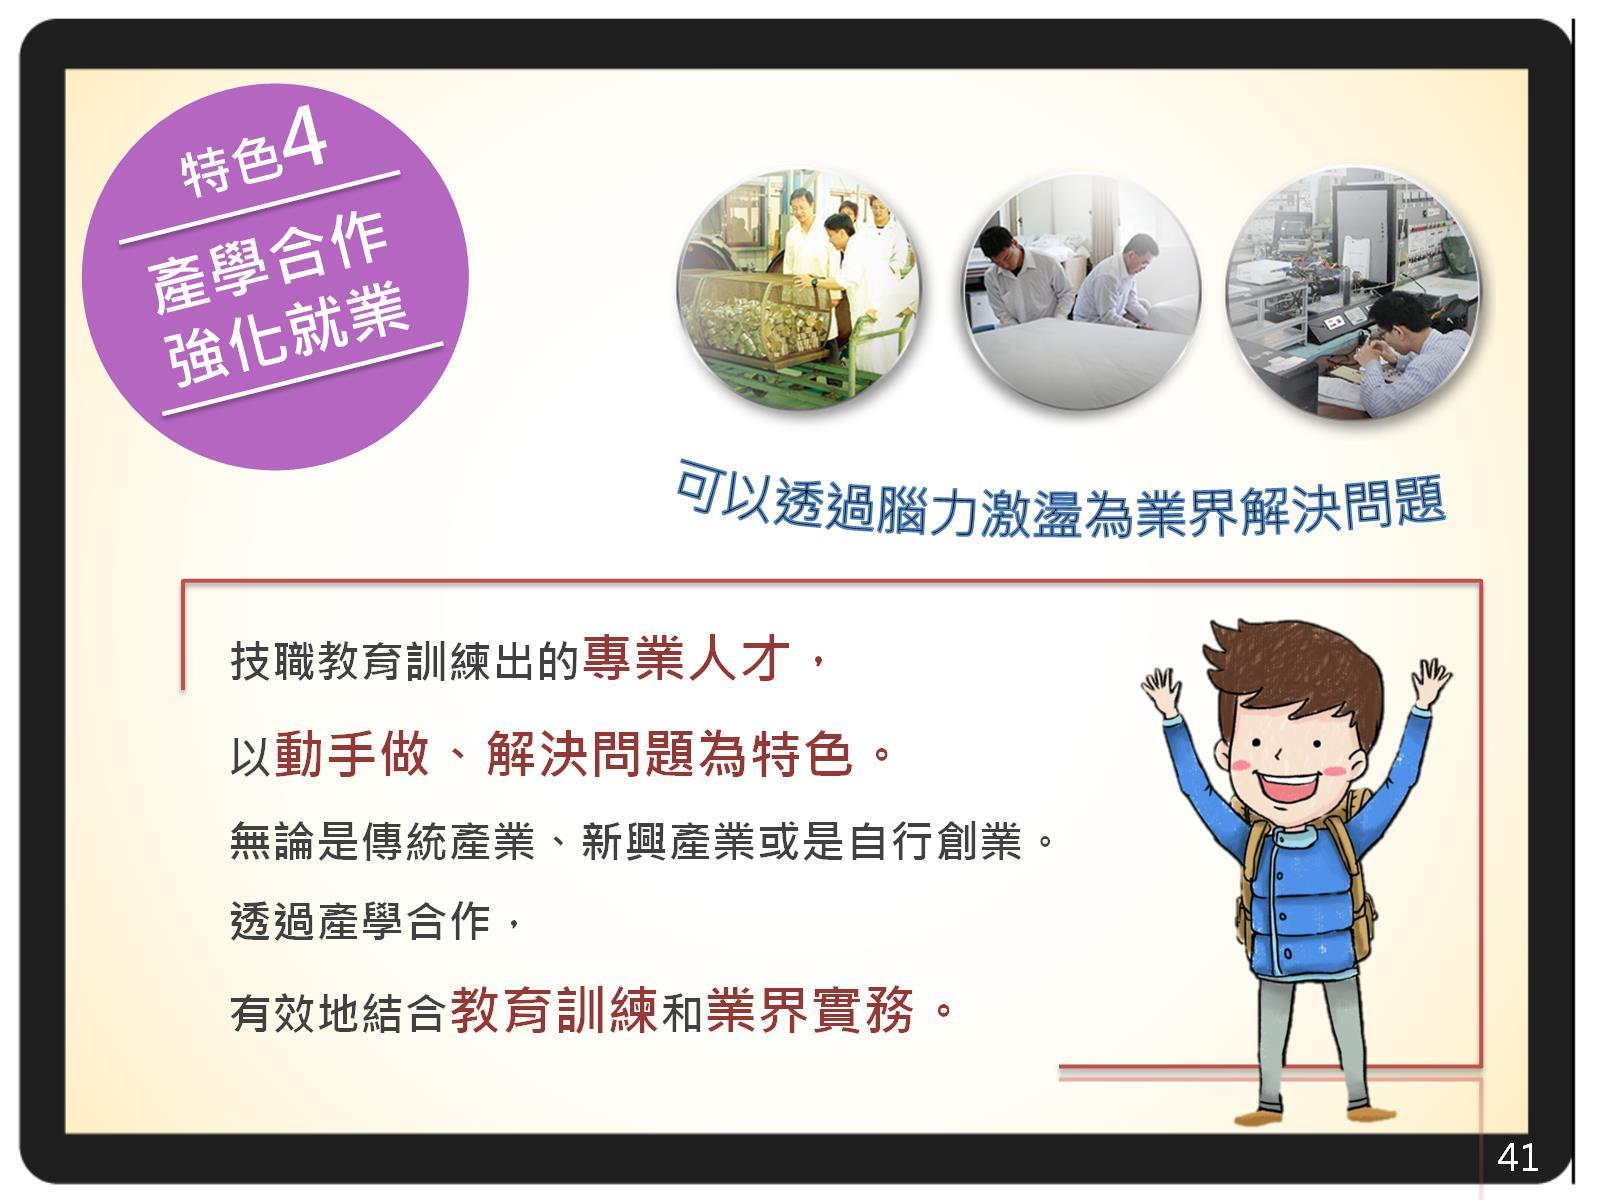 特色4
產學合作
強化就業
可以透過腦力激盪為業界解決問題
技職教育訓練出的專業人才，
以動手做、解決問題為特色。
無論是傳統產業、新興產業或是自行創業。
透過產學合作，
有效地結合教育訓練和業界實務。
41